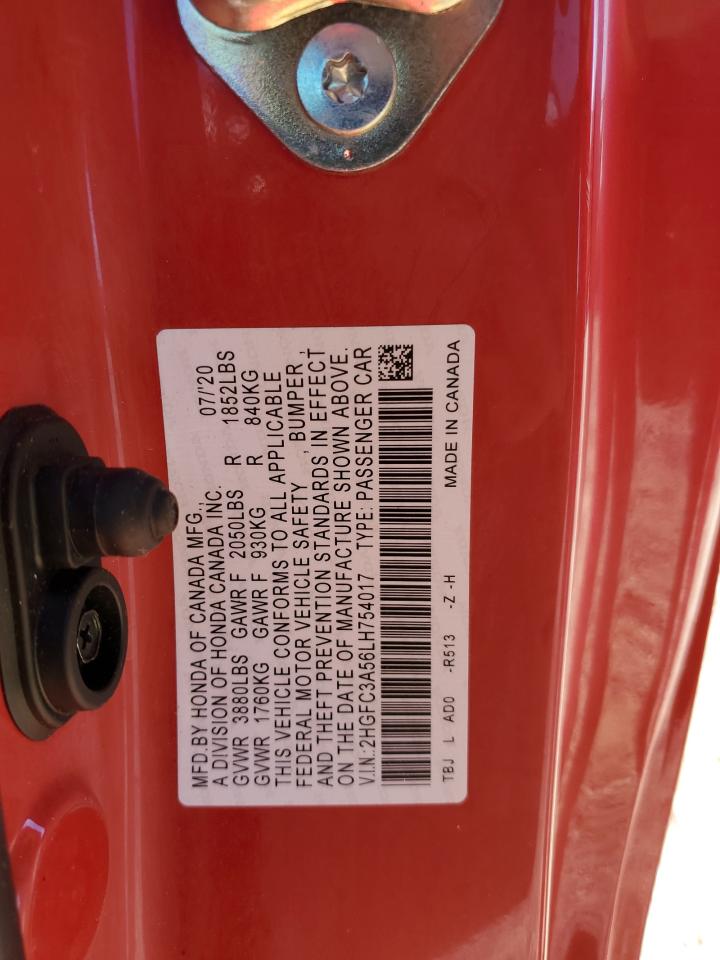 MFD.BY HONDA OF CANADA MFG.,
A DIVISION OF HONDA CANADA INC. 07/'20
GVWR 3880LBS GAWR F 2050LBS R 1852LBS
GVWR 1760KG GAWR F 930KG R 840KG
THIS VEHICLE CONFORMS TO ALL APPLICABLE
FEDERAL MOTOR VEHICLE SAFETY , BUMPER ,
AND THEFT PREVENTION STANDARDS IN EFFECT
ON THE DATE OF MANUFACTURE SHOWN ABOVE.
V.I.N.:2HGFC3A56LH754017 TYPE: PASSENGER CAR
TBJ L AD0 -R513 -Z -H MADE IN CANADA